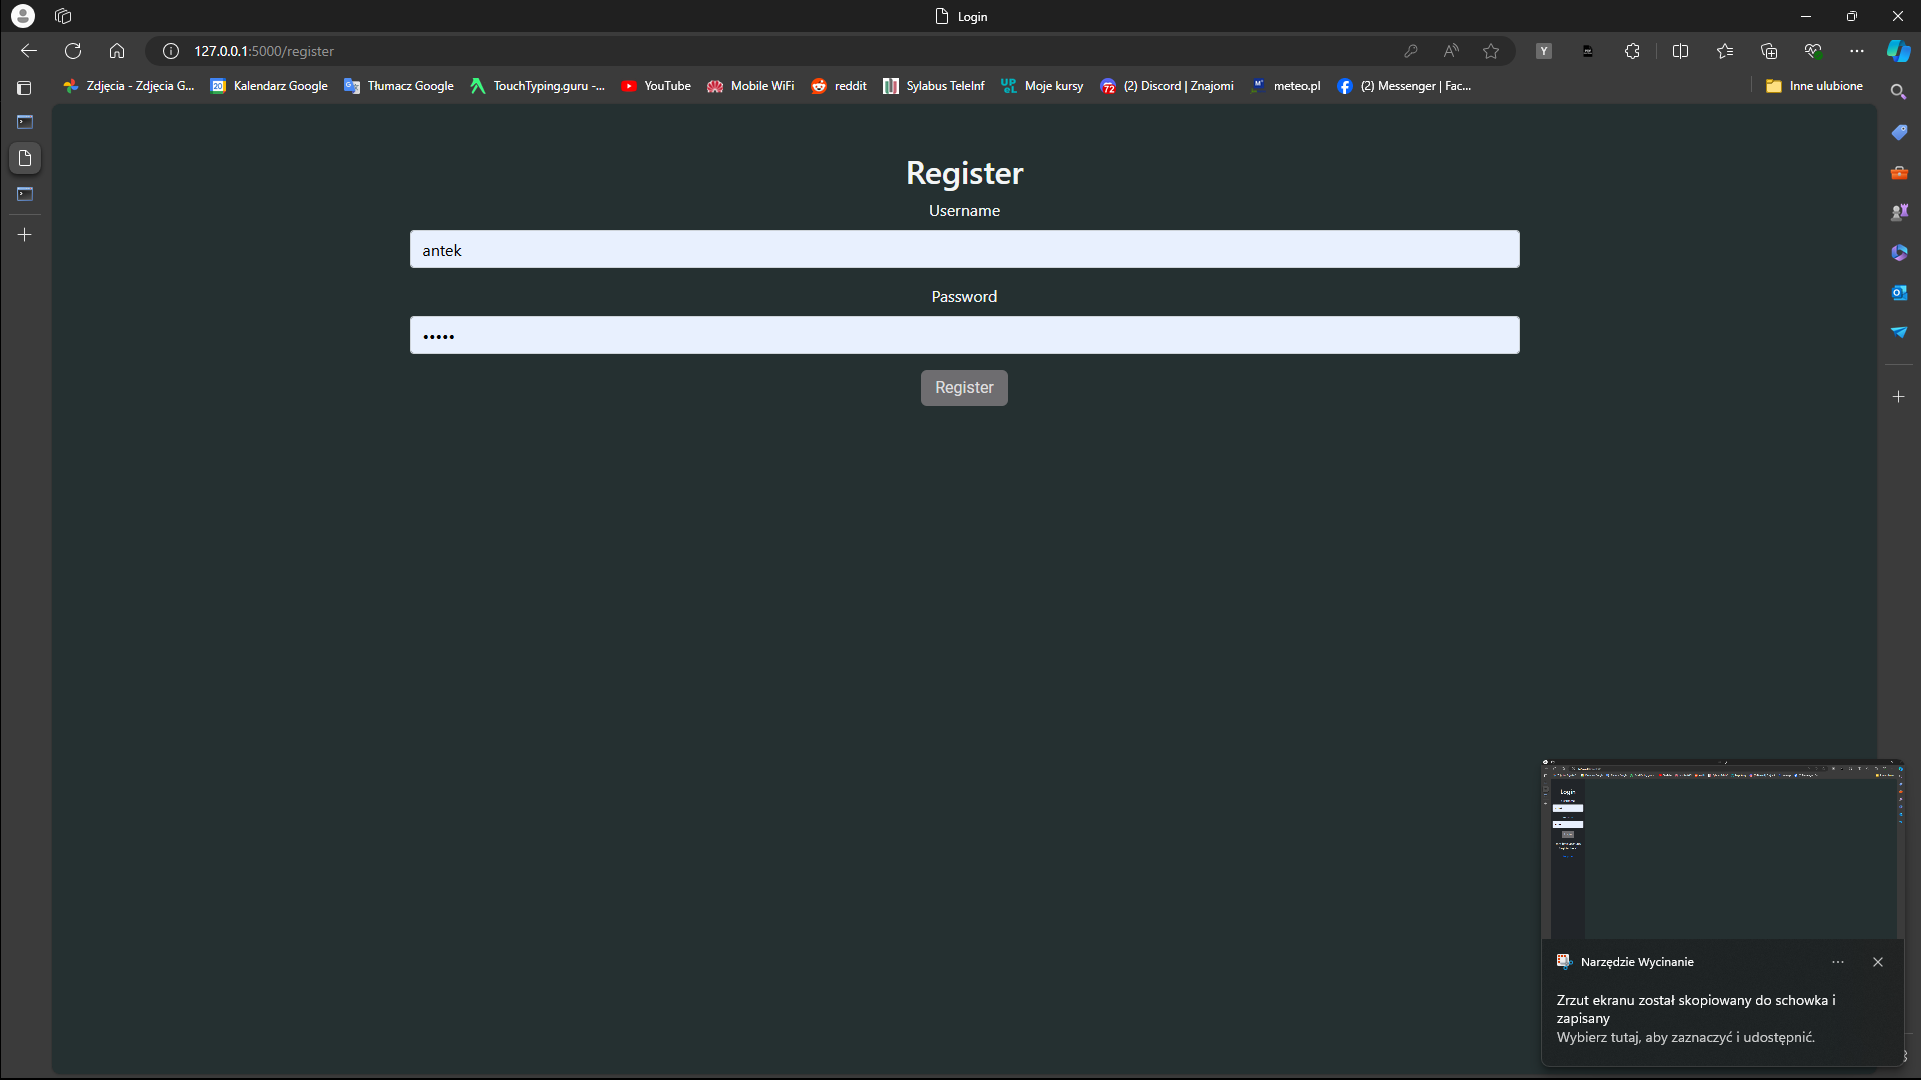 Login
127.0.0.1:5000/register
Zdjęcia - Zdjęcia G...
Kalendarz Google
Tłumacz Google
TouchTyping.guru -...
YouTube
Mobile WiFi
reddit
Sylabus TeleInf
Moje kursy
(2) Discord | Znajomi
meteo.pl
(2) Messenger | Fac...
Inne ulubione
Register
Username
antek
Password
•••••
Register
Login
Narzędzie Wycinanie
Zrzut ekranu został skopiowany do schowka i
zapisany
Wybierz tutaj, aby zaznaczyć i udostępnić.